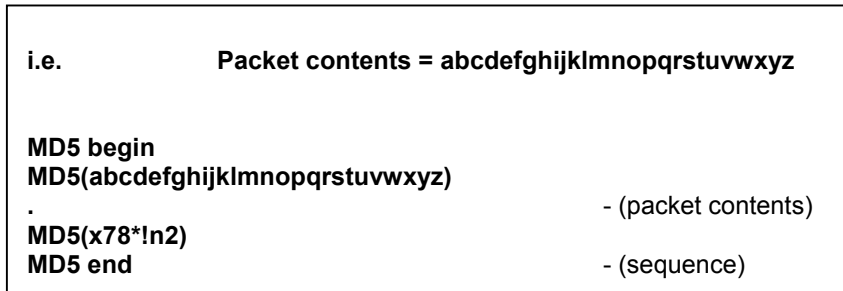 i.e. Packet contents = abcdefghijklmnopqrstuvwxyz
MD5 begin
MD5(abcdefghijklmnopqrstuvwxyz)
. - (packet contents)
MD5(x78*!n2)
MD5 end - (sequence)